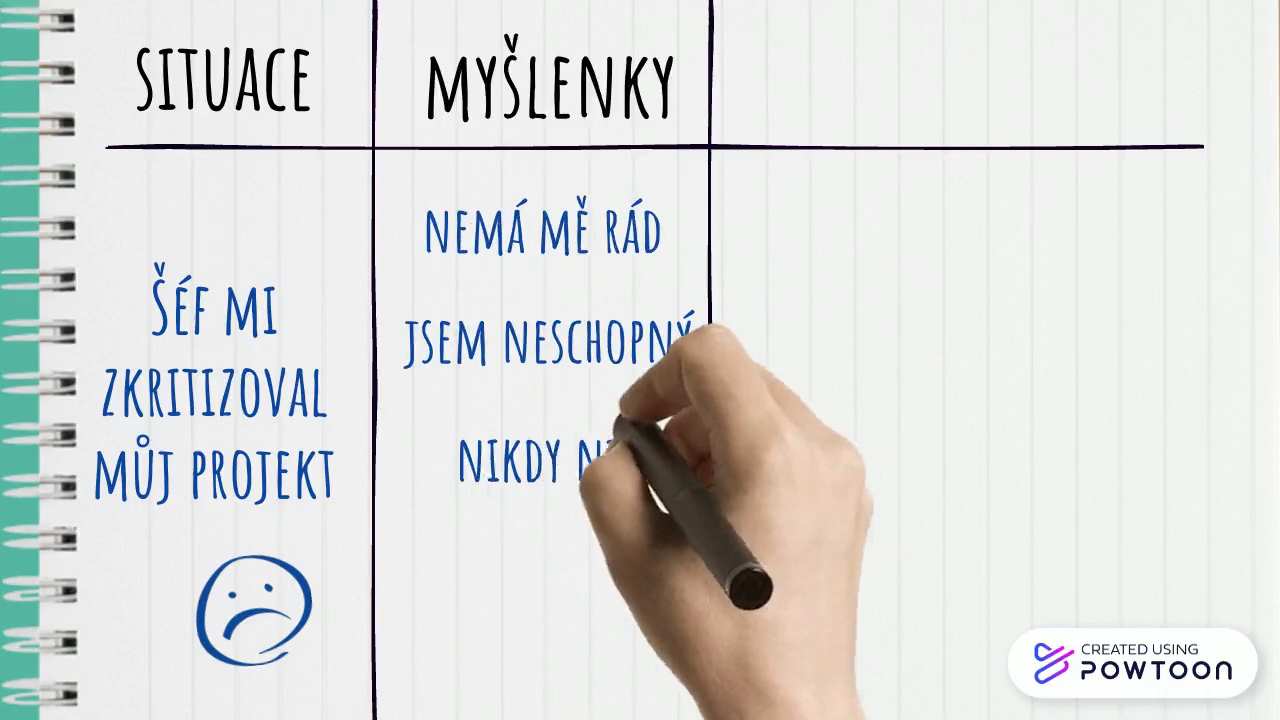 SITUACE
MYŠLENKY
ŠÉF MI
ZKRITIZOVAL
MŮJ PROJEKT
NEMÁ MĚ RÁD
JSEM NESCHOPNÝ
NIKDY
CREATED USING
POWTOON